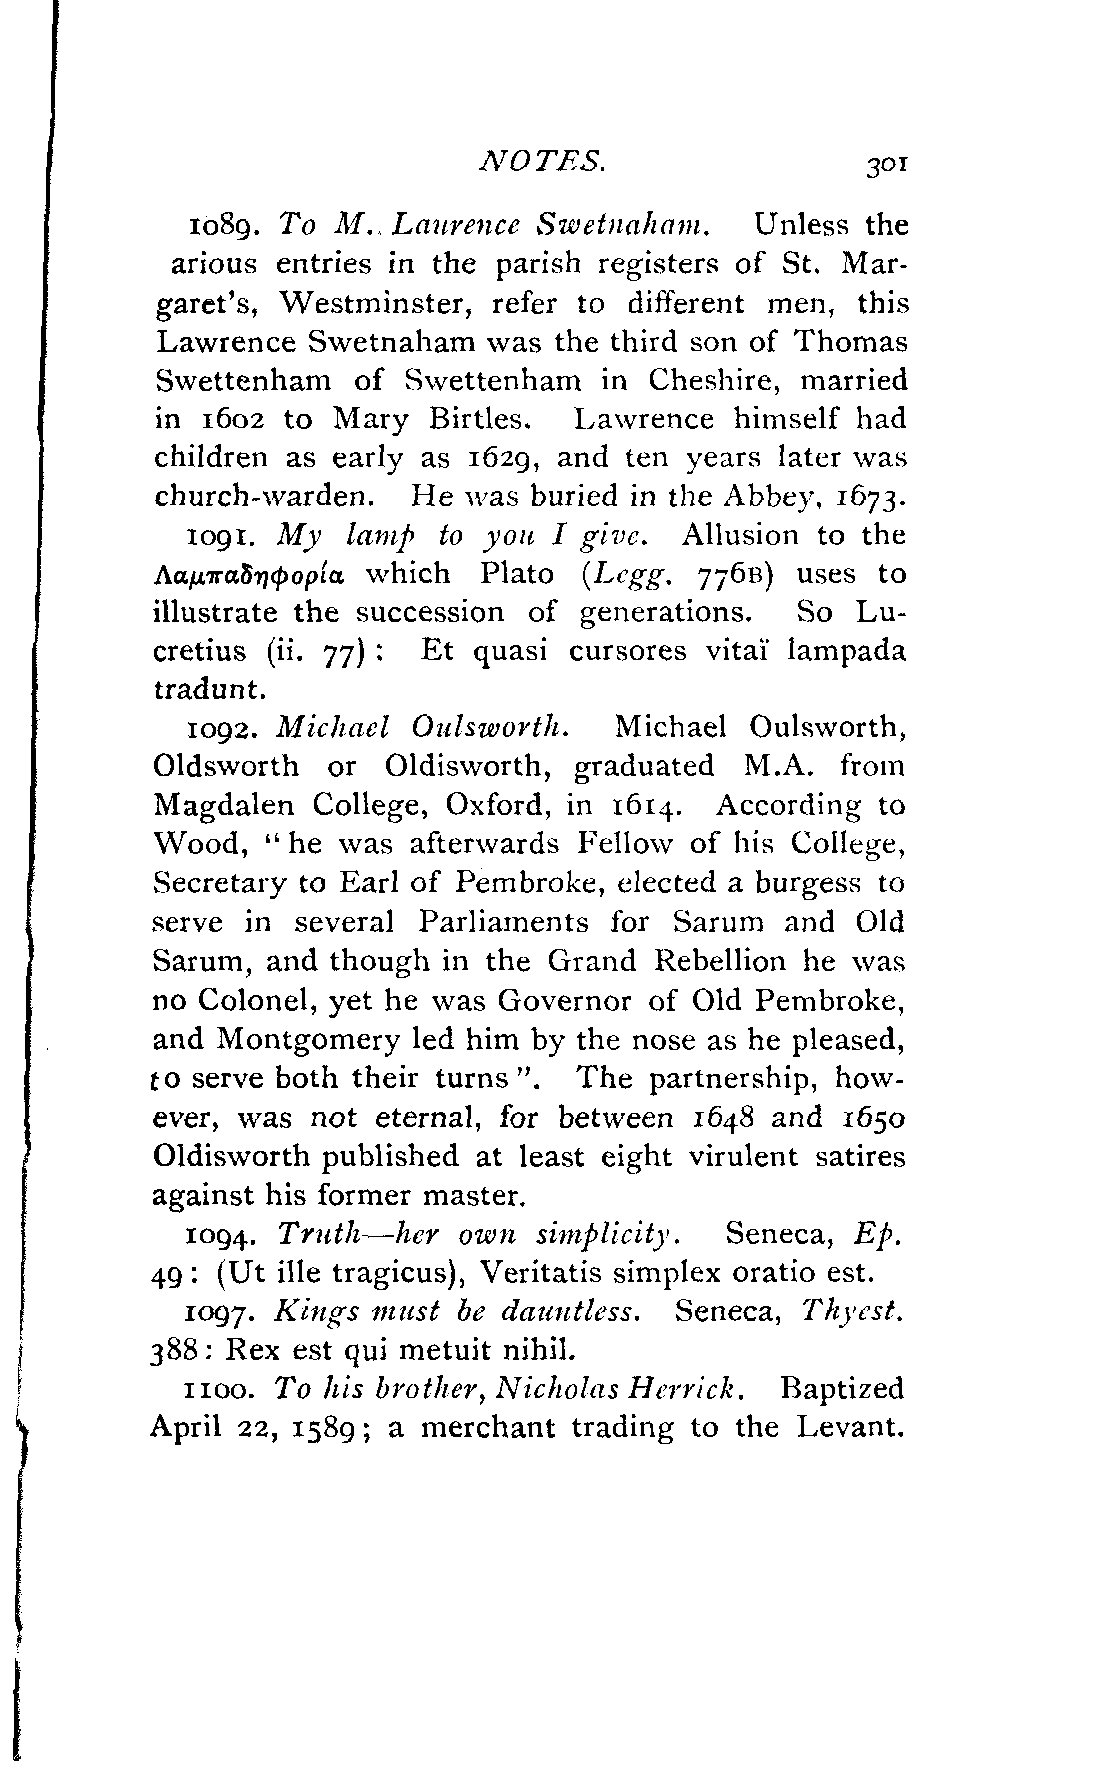 NOTES. 301
1089. To M. Laurence Swetnaham. Unless the
arious entries in the parish registers of St. Mar-
garet's, Westminster, refer to different men, this
Lawrence Swetnaham was the third son of Thomas
Swettenham of Swettenham in Cheshire, married
in 1602 to Mary Birtles. Lawrence himself had
children as early as 1629, and ten years later was
church-warden. He was buried in the Abbey, 1673.
1091. My lamp to you I give. Allusion to the
Λαμπαδηφορία which Plato (Legg. 776B) uses to
illustrate the succession of generations. So Lu-
cretius (ii. 77): Et quasi cursores vitaï lampada
tradunt.
1092. Michael Oulsworth. Michael Oulsworth,
Oldsworth or Oldisworth, graduated M.A. from
Magdalen College, Oxford, in 1614. According to
Wood, "he was afterwards Fellow of his College,
Secretary to Earl of Pembroke, elected a burgess to
serve in several Parliaments for Sarum and Old
Sarum, and though in the Grand Rebellion he was
no Colonel, yet he was Governor of Old Pembroke,
and Montgomery led him by the nose as he pleased,
to serve both their turns". The partnership, how-
ever, was not eternal, for between 1648 and 1650
Oldisworth published at least eight virulent satires
against his former master.
1094. Truth—her own simplicity. Seneca, Ep.
49: (Ut ille tragicus), Veritatis simplex oratio est.
1097. Kings must be dauntless. Seneca, Thyest.
388: Rex est qui metuit nihil.
1100. To his brother, Nicholas Herrick. Baptized
April 22, 1589; a merchant trading to the Levant.